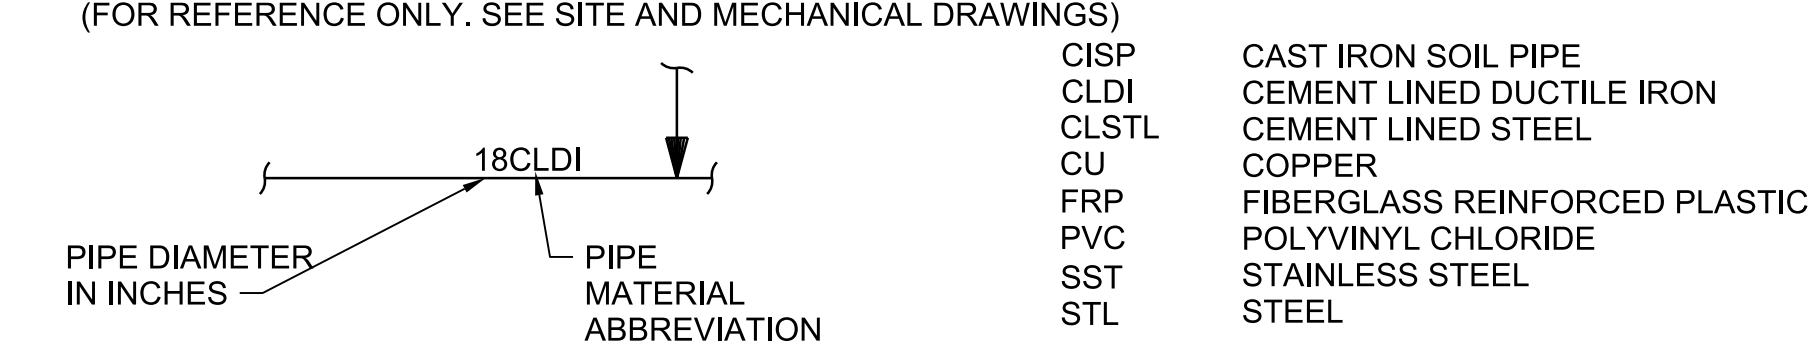 (FOR REFERENCE ONLY. SEE SITE AND MECHANICAL DRAWINGS)
18CLDI
PIPE DIAMETER
IN INCHES
PIPE
MATERIAL
ABBREVIATION
CISP CAST IRON SOIL PIPE
CLDI CEMENT LINED DUCTILE IRON
CLSTL CEMENT LINED STEEL
CU COPPER
FRP FIBERGLASS REINFORCED PLASTIC
PVC POLYVINYL CHLORIDE
SST STAINLESS STEEL
STL STEEL